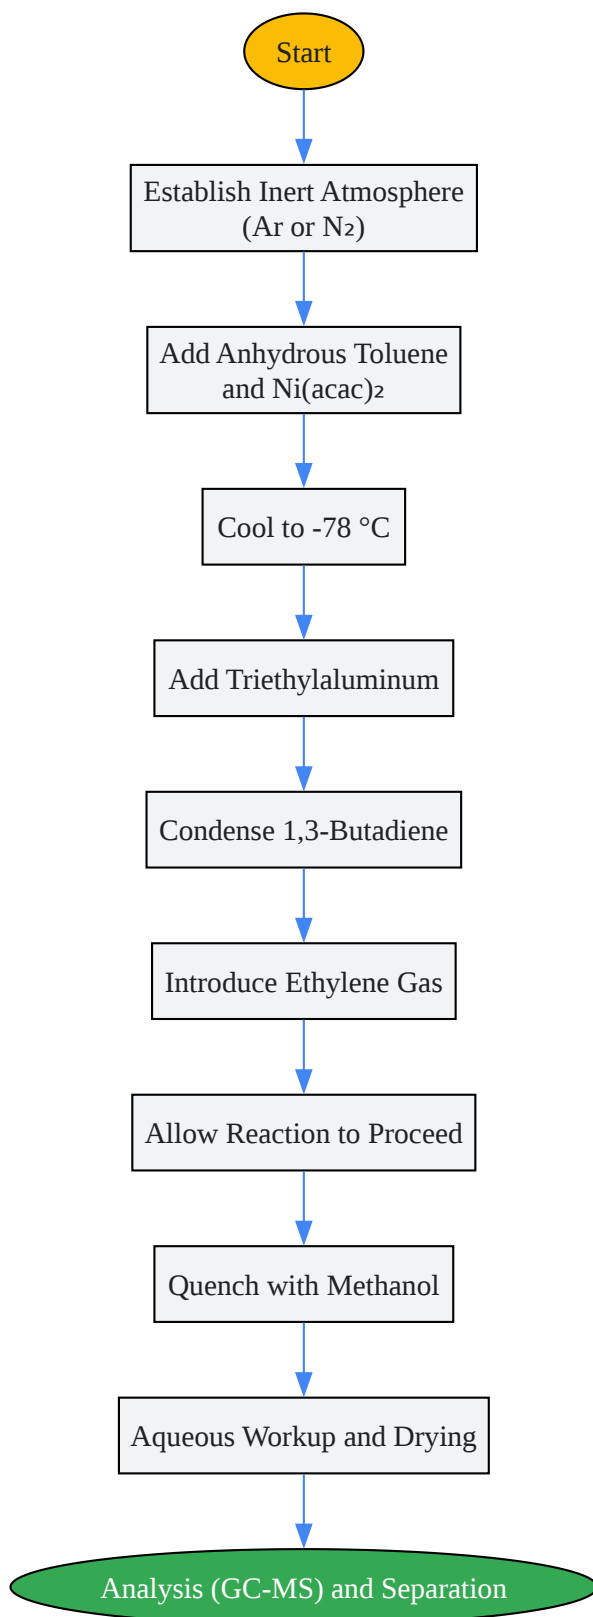 Start
Establish Inert Atmosphere
(Ar or N₂)
Add Anhydrous Toluene
and Ni(acac)₂
Cool to -78 °C
Add Triethylaluminum
Condense 1,3-Butadiene
Introduce Ethylene Gas
Allow Reaction to Proceed
Quench with Methanol
Aqueous Workup and Drying
Analysis (GC-MS) and Separation